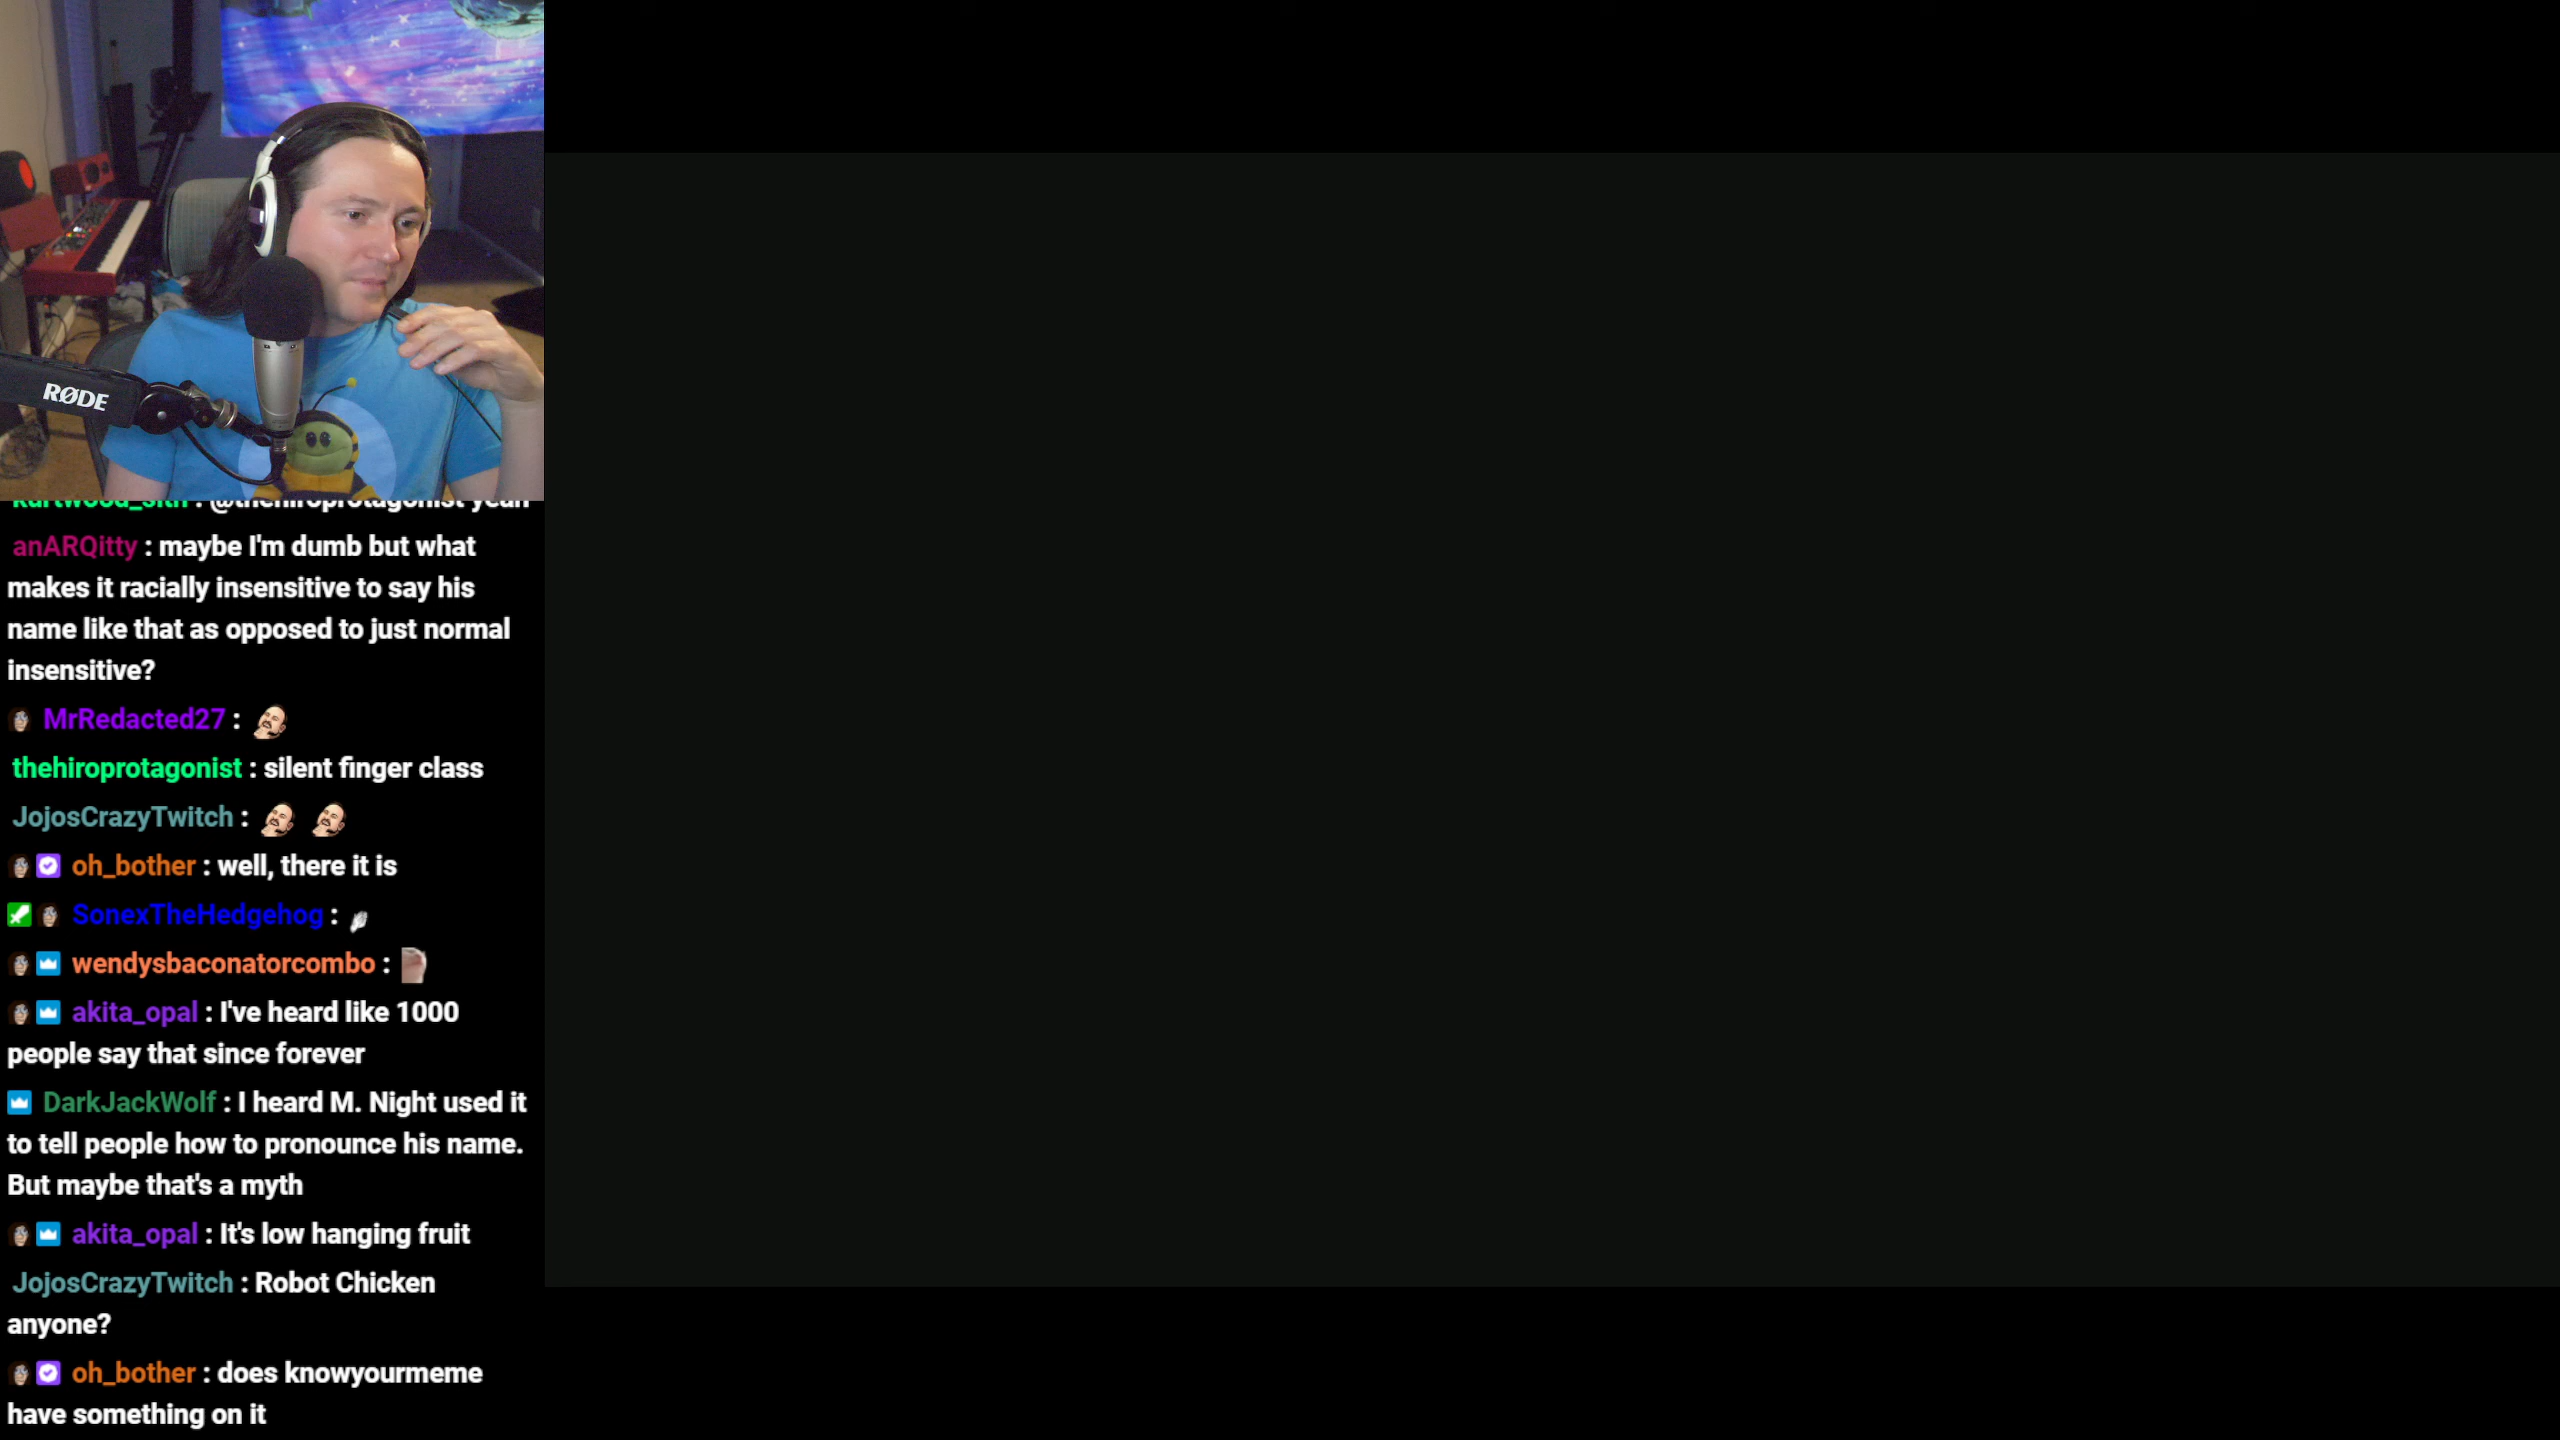 RØDE
kurtwood_sith : @thehiroprotagonist yeah
anARQitty : maybe I'm dumb but what
makes it racially insensitive to say his
name like that as opposed to just normal
insensitive?
MrRedacted27 :
thehiroprotagonist : silent finger class
JojosCrazyTwitch :
oh_bother : well, there it is
SonexTheHedgehog :
wendysbaconatorcombo :
akita_opal : I've heard like 1000
people say that since forever
DarkJackWolf : I heard M. Night used it
to tell people how to pronounce his name.
But maybe that's a myth
akita_opal : It's low hanging fruit
JojosCrazyTwitch : Robot Chicken
anyone?
oh_bother : does knowyourmeme
have something on it